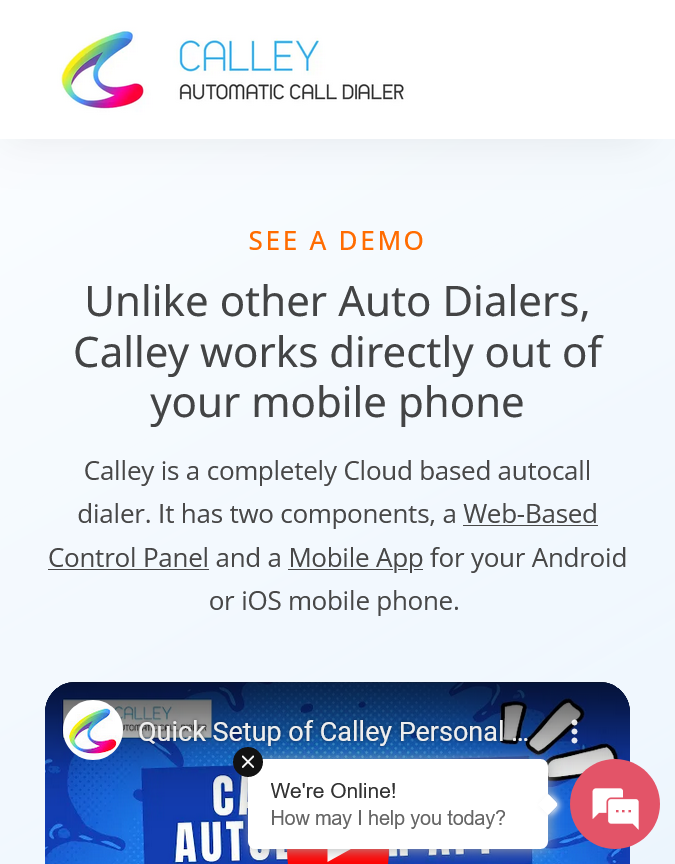 CALLEY
AUTOMATIC CALL DIALER
SEE A DEMO
Unlike other Auto Dialers,
Calley works directly out of
your mobile phone
Calley is a completely Cloud based autocall
dialer. It has two components, a Web-Based
Control Panel and a Mobile App for your Android
or iOS mobile phone.
CALLEY
Quick Setup of Calley Personal ...
We're Online!
How may I help you today?